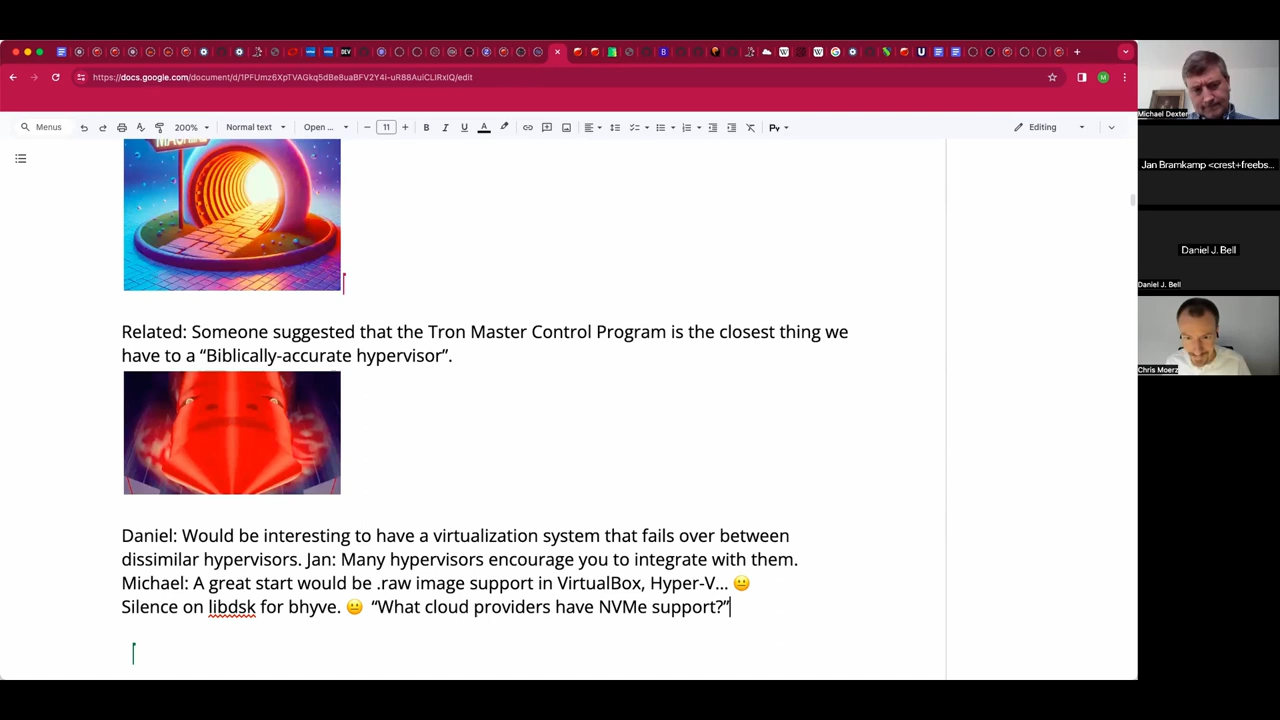 https://docs.google.com/document/d/1PFUmz6XpTVAGkq5dBe8uaBFV2Y4i-uR88AuiCLlRxIQ/edit
Menus 200% Normal text Open ... 11 Editing
MACHINE
Related: Someone suggested that the Tron Master Control Program is the closest thing we
have to a “Biblically-accurate hypervisor”.
Daniel: Would be interesting to have a virtualization system that fails over between
dissimilar hypervisors. Jan: Many hypervisors encourage you to integrate with them.
Michael: A great start would be .raw image support in VirtualBox, Hyper-V... 😐
Silence on libdsk for bhyve. 😐 “What cloud providers have NVMe support?”
Michael Dexter
Jan Bramkamp <crest+freebs...
Daniel J. Bell
Daniel J. Bell
Chris Moerz